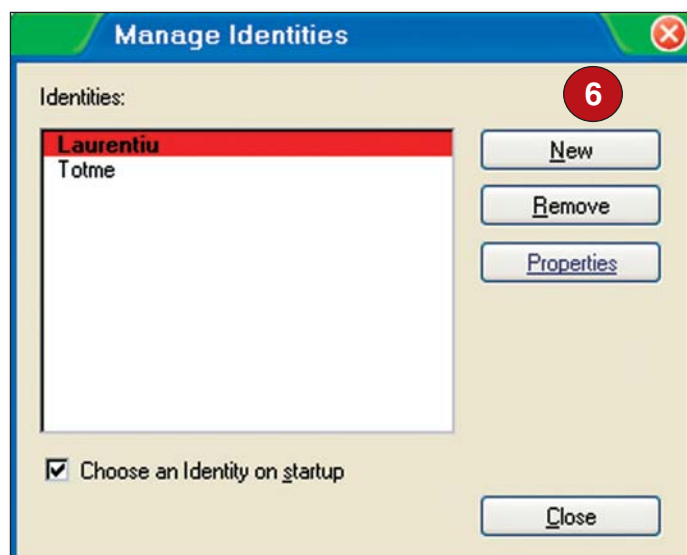 Manage Identities
Identities:
6
Laurentiu
Totme
New
Remove
Properties
Choose an Identity on startup
Close